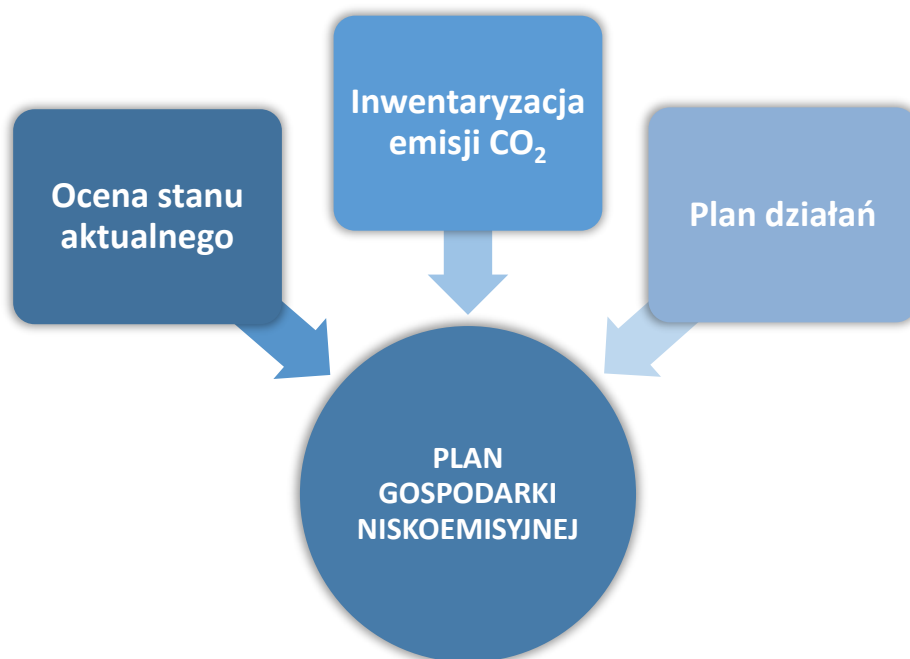 Ocena stanu
aktualnego
Inwentaryzacja
emisji CO₂
Plan działań
PLAN
GOSPODARKI
NISKOEMISYJNEJ